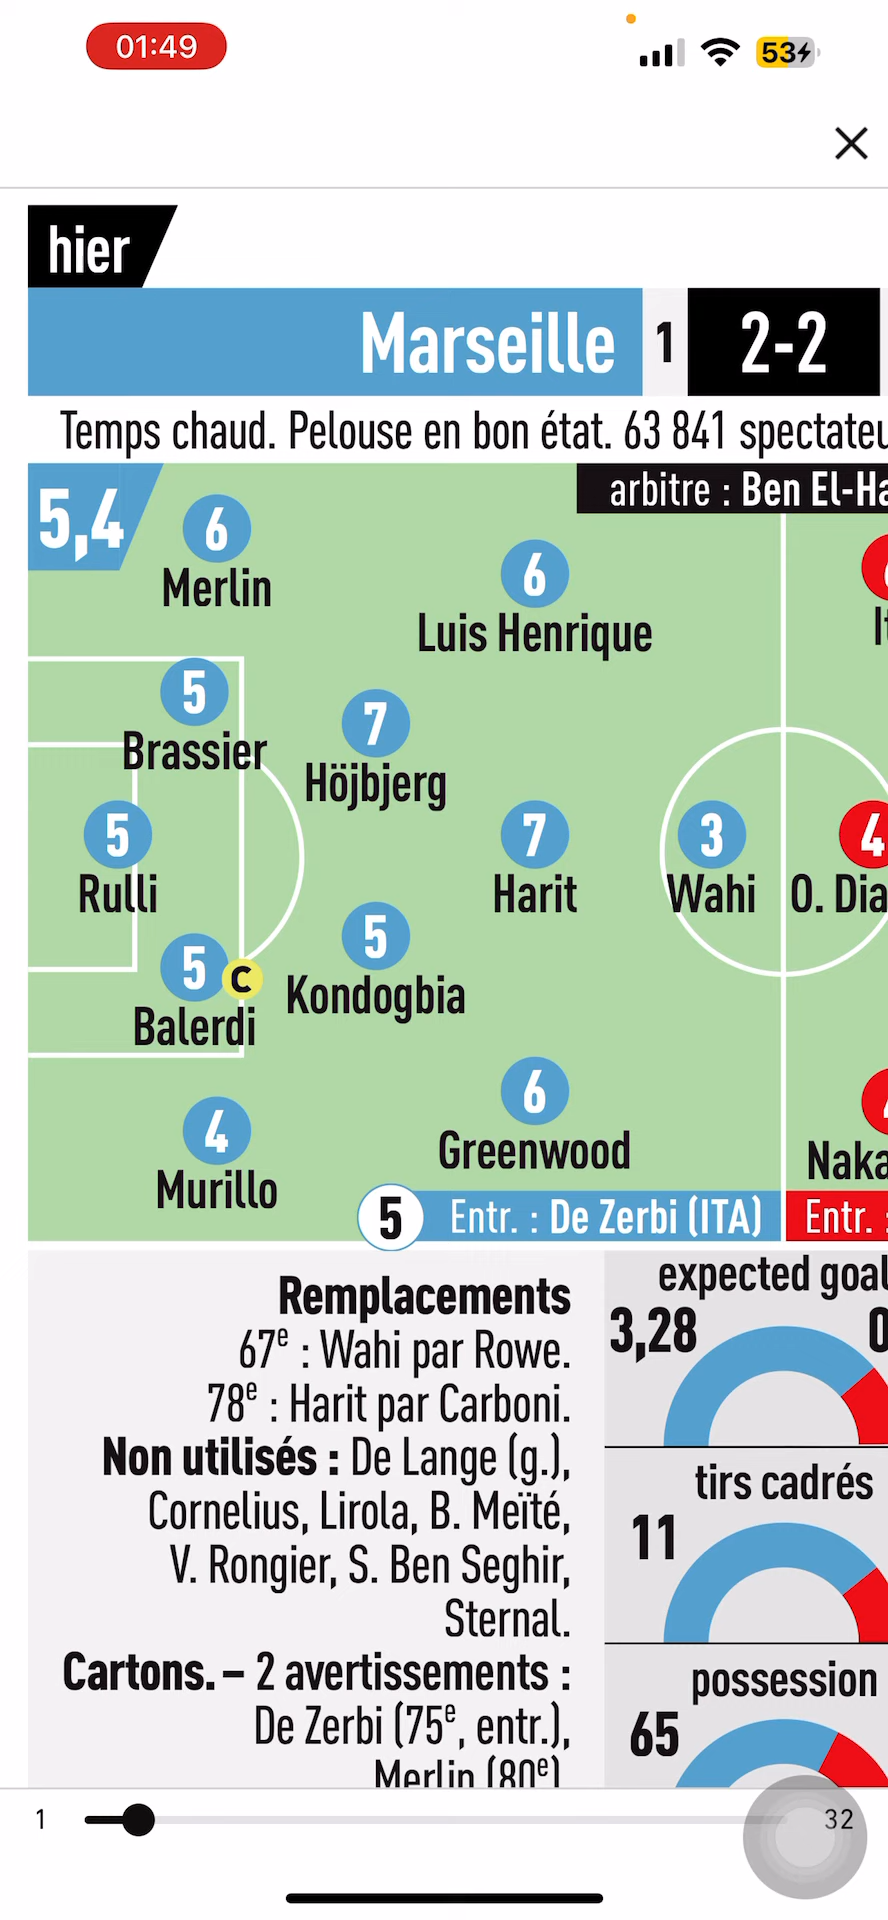 01:49
53
hier
Marseille 1 2-2
Temps chaud. Pelouse en bon état. 63 841
arbitre : Ben
5,4
6
Merlin
6
Luis Henrique
5
Brassier
7
Höjbjerg
5
Rulli
7
Harit
3
Wahi
4
O.
5 C
Balerdi
5
Kondogbia
6
Greenwood
4
Murillo
5 Entr. : De Zerbi (ITA)
Entr. :
Remplacements
67e : Wahi par Rowe.
78e : Harit par Carboni.
Non utilisés : De Lange (g.),
Cornelius, Lirola, B. Meïté,
V. Rongier, S. Ben Seghir,
Sternal.
Cartons. – 2 avertissements :
De Zerbi (75e, entr.),
Merlin (80e)
expected
3,28
tirs cadrés
11
possession
65
1 32